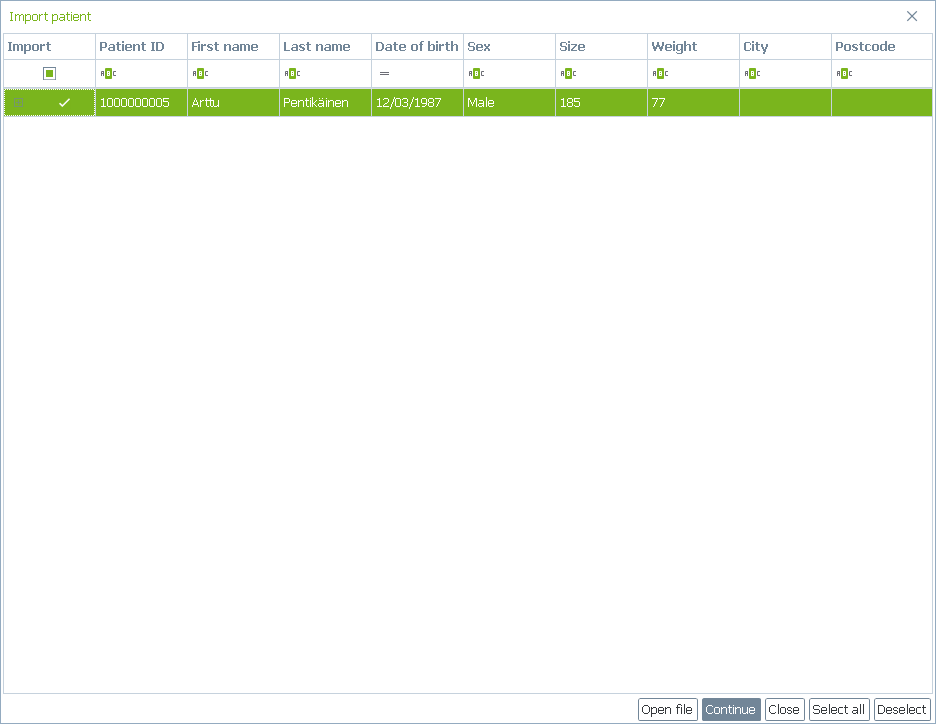 Import patient
Import Patient ID First name Last name Date of birth Sex Size Weight City Postcode
ABC ABC ABC = ABC ABC ABC ABC ABC
1000000005 Arttu Pentikäinen 12/03/1987 Male 185 77
Open file Continue Close Select all Deselect